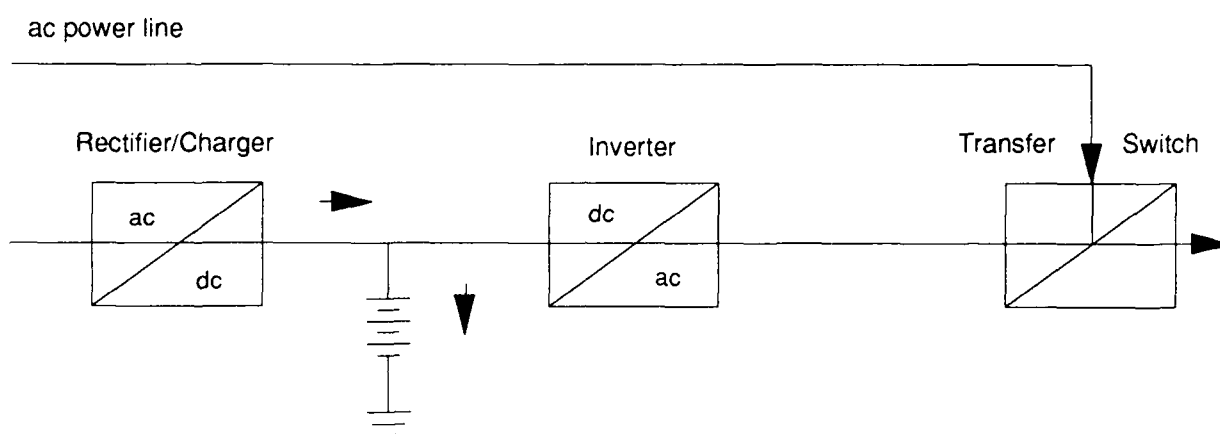 ac power line
Rectifier/Charger
Inverter
Transfer Switch
ac
dc
dc
ac